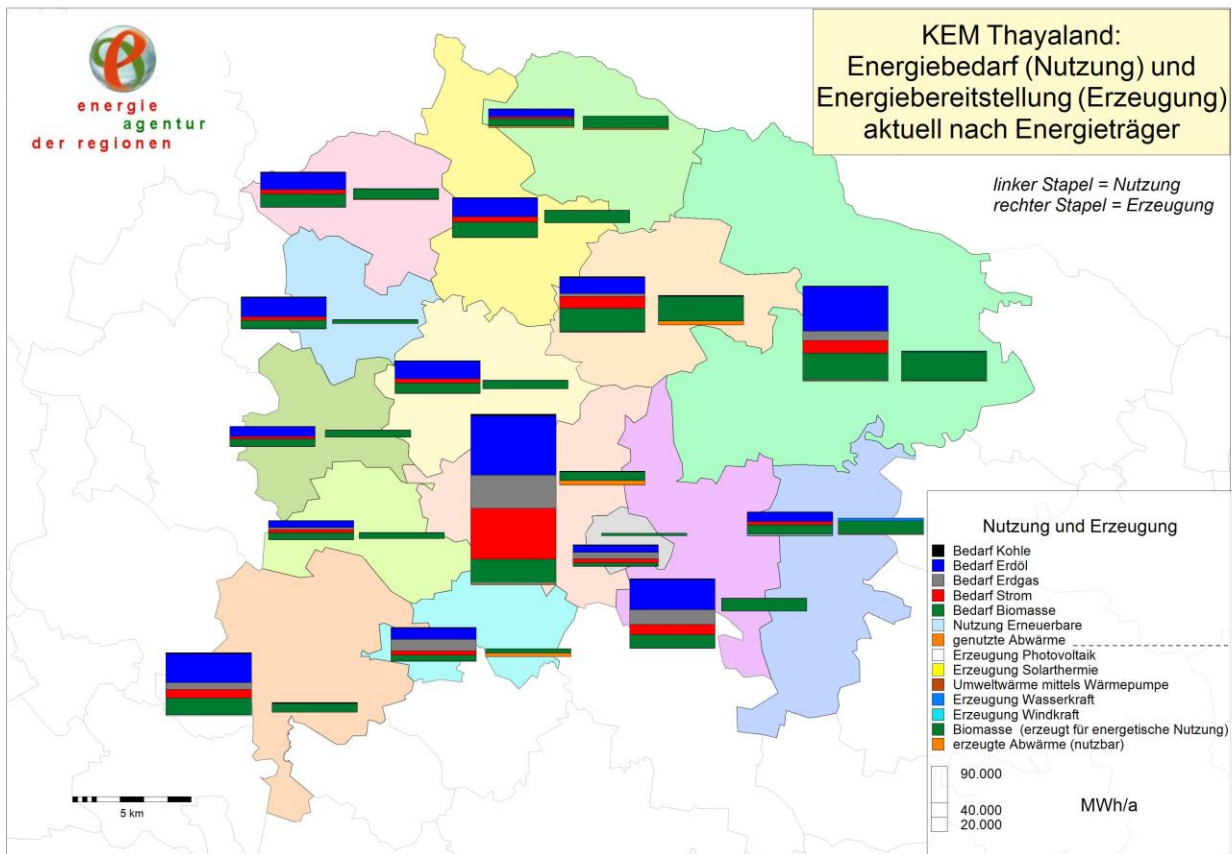 energie
agentur
der regionen
KEM Thayaland:
Energiebedarf (Nutzung) und
Energiebereitstellung (Erzeugung)
aktuell nach Energieträger
linker Stapel = Nutzung
rechter Stapel = Erzeugung
Nutzung und Erzeugung
Bedarf Kohle
Bedarf Erdöl
Bedarf Erdgas
Bedarf Strom
Bedarf Biomasse
Nutzung Erneuerbare
genutzte Abwärme
Erzeugung Photovoltaik
Erzeugung Solarthermie
Umweltwärme mittels Wärmepumpe
Erzeugung Wasserkraft
Erzeugung Windkraft
Biomasse (erzeugt für energetische Nutzung)
erzeugte Abwärme (nutzbar)
90.000
40.000
20.000
MWh/a
5 km